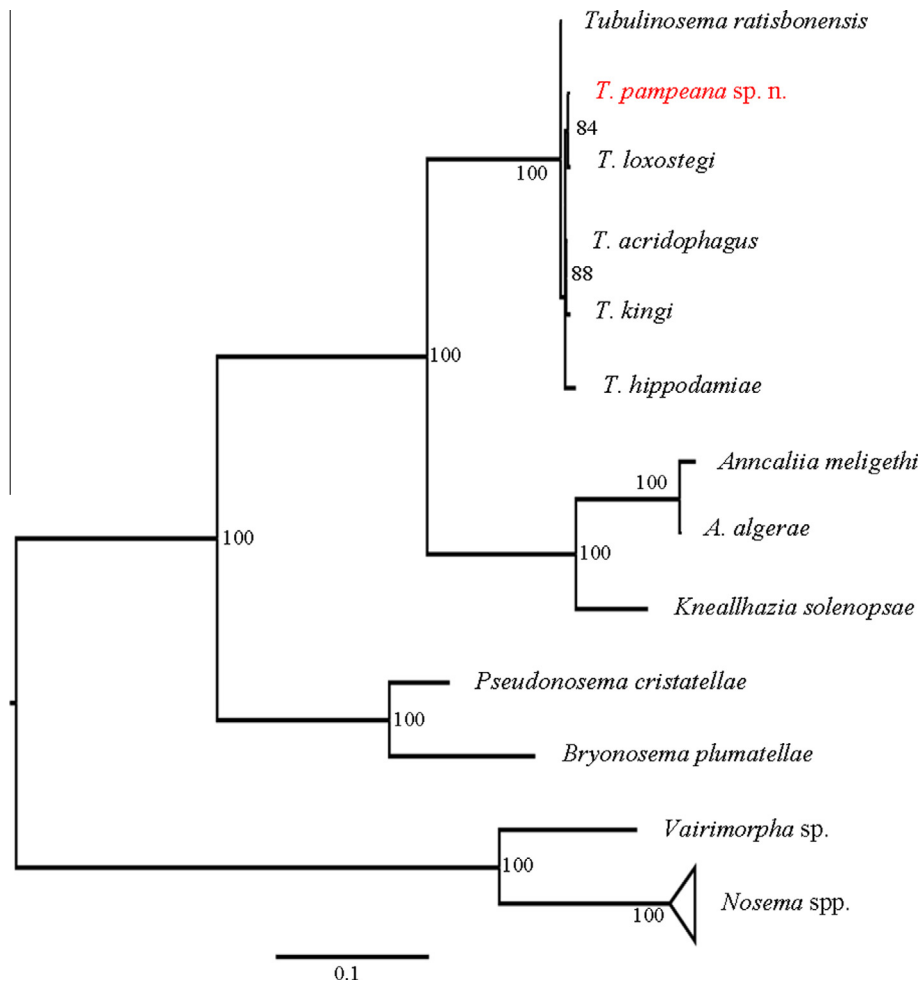 Tubulinosema ratisbonensis
T. pampeana sp. n.
84
T. loxostegi
100
T. acridophagus
88
T. kingi
100
T. hippodamiae
Anncaliia meligethi
100
A. algerae
100
100
Kneallhazia solenopsae
Pseudonosema cristatellae
100
Bryonosema plumatellae
Vairimorpha sp.
100
Nosema spp.
100
0.1